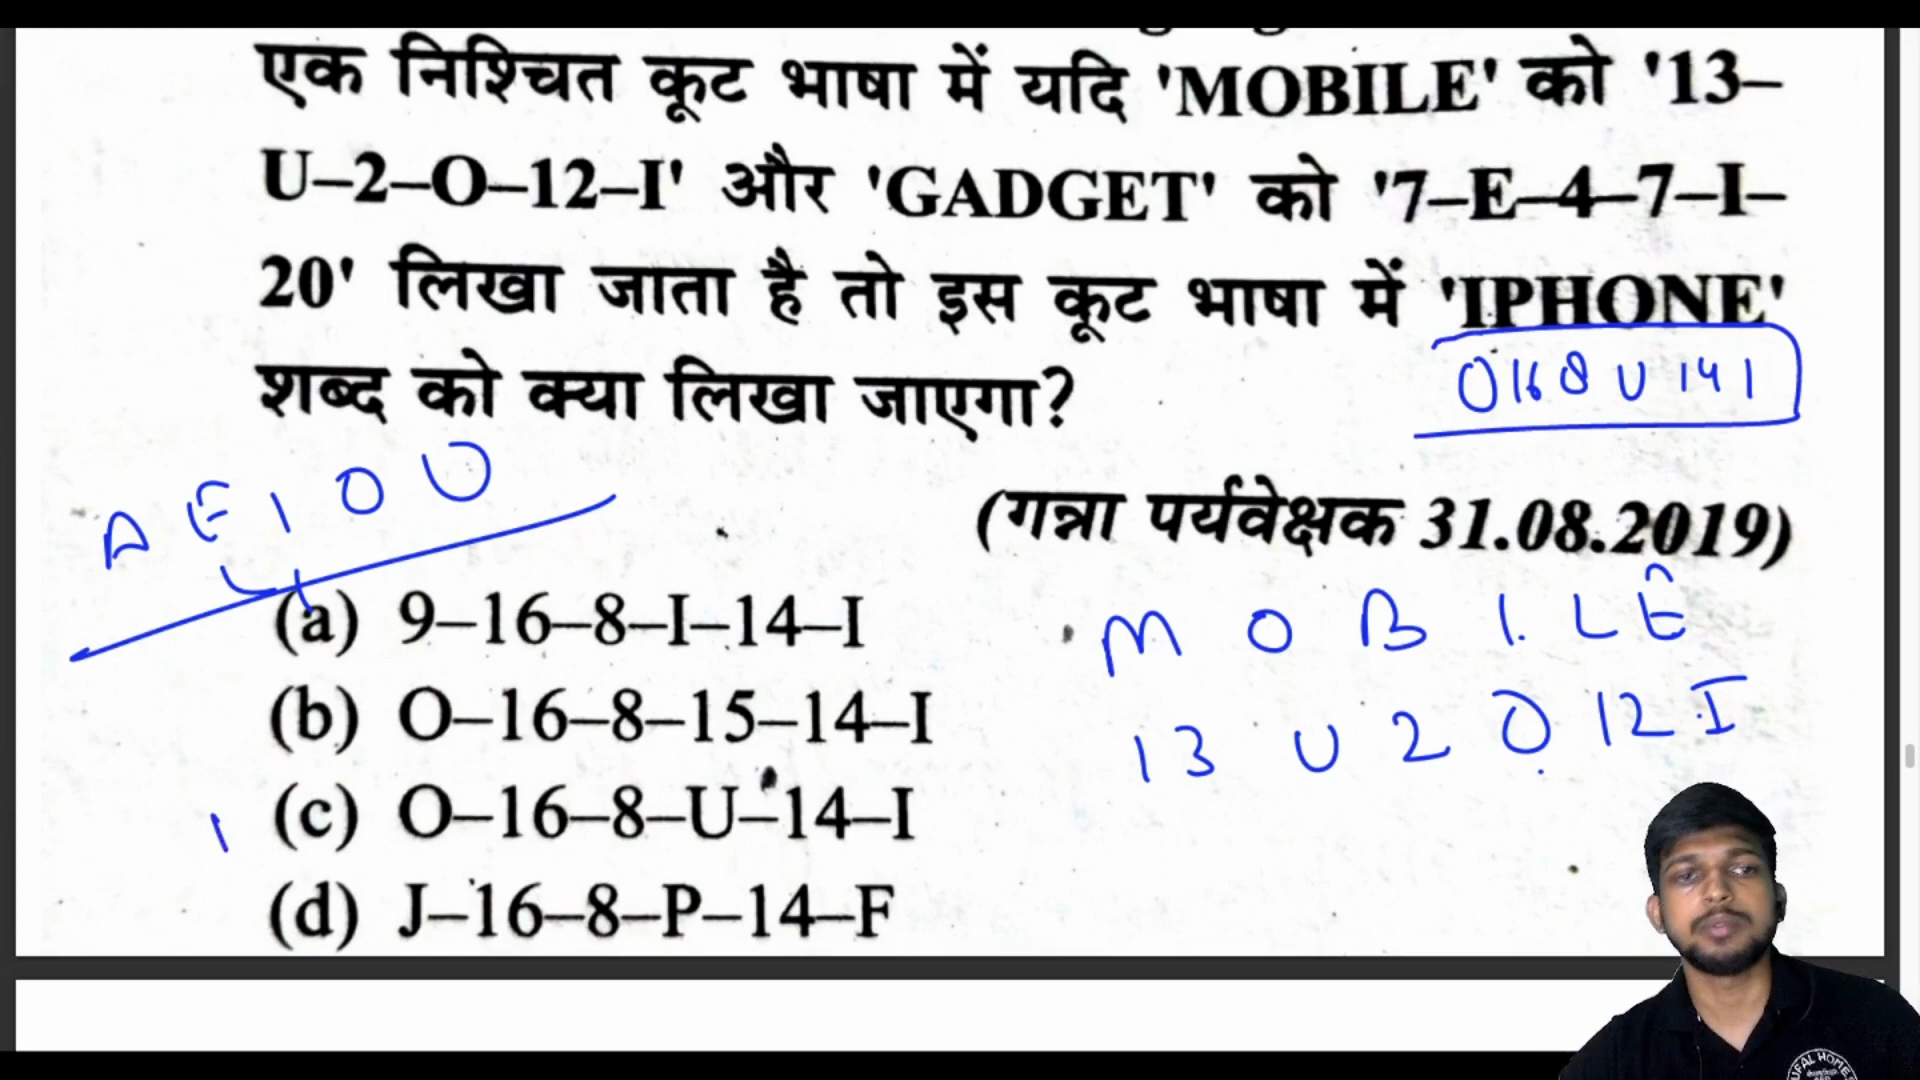 एक निश्चित कूट भाषा में यदि 'MOBILE' को '13–
U–2–O–12–I' और 'GADGET' को '7–E–4–7–I–
20' लिखा जाता है तो इस कूट भाषा में 'IPHONE'
O 16 8 U 14 I
शब्द को क्या लिखा जाएगा?
A E I O U
(गन्ना पर्यवेक्षक 31.08.2019)
(a) 9–16–8–I–14–I
M O B I L E
(b) O–16–8–15–14–I
13 U 2 O 12 I
(c) O–16–8–U–14–I
(d) J–16–8–P–14–F